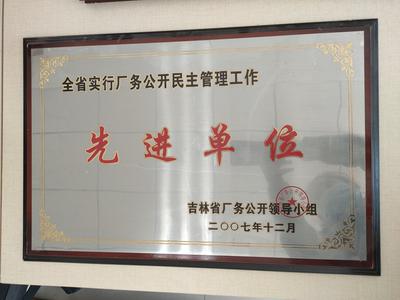 全省实行厂务公开民主管理工作
先进单位
吉林省厂务公开领导小组
二〇〇七年十二月